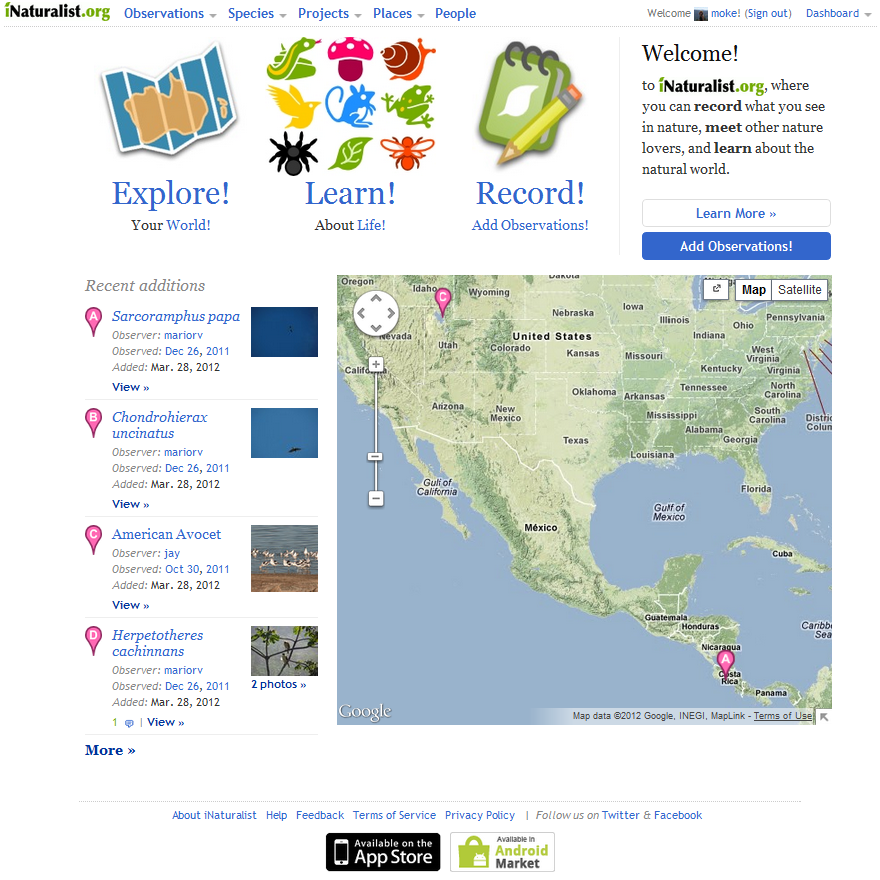 iNaturalist.org Observations Species Projects Places People Welcome moke! (Sign out) Dashboard
Explore!
Your World!
Learn!
About Life!
Record!
Add Observations!
Welcome!
to iNaturalist.org, where
you can record what you see
in nature, meet other nature
lovers, and learn about the
natural world.
Learn More »
Add Observations!
Recent additions
A
Sarcoramphus papa
Observer: mariorv
Observed: Dec 26, 2011
Added: Mar. 28, 2012
View »
B
Chondrohierax
uncinatus
Observer: mariorv
Observed: Dec 26, 2011
Added: Mar. 28, 2012
View »
C
American Avocet
Observer: jay
Observed: Oct 30, 2011
Added: Mar. 28, 2012
View »
D
Herpetotheres
cachinnans
Observer: mariorv
Observed: Dec 26, 2011
Added: Mar. 28, 2012
1 | View »
2 photos »
More »
Map Satellite
Oregon
Idaho
C
Wyoming
Dakota
Nebraska
Iowa
Illinois
Indiana
Ohio
Pennsylvania
Nevada
Utah
United States
Colorado
Kansas
Missouri
West
Virginia
Kentucky
Virginia
Oklahoma
Arkansas
Tennessee
North
Carolina
Arizona
New
Mexico
Mississippi
South
Carolina
Alabama
Georgia
Texas
Louisiana
Florida
Gulf of
California
Gulf of
México
México
Cuba
Guatemala
Honduras
Nicaragua
A
Costa
Rica
Panama
Google
Map data ©2012 Google, INEGI, MapLink - Terms of Use
About iNaturalist Help Feedback Terms of Service Privacy Policy | Follow us on Twitter & Facebook
Available on the
App Store
Available in
Android
Market